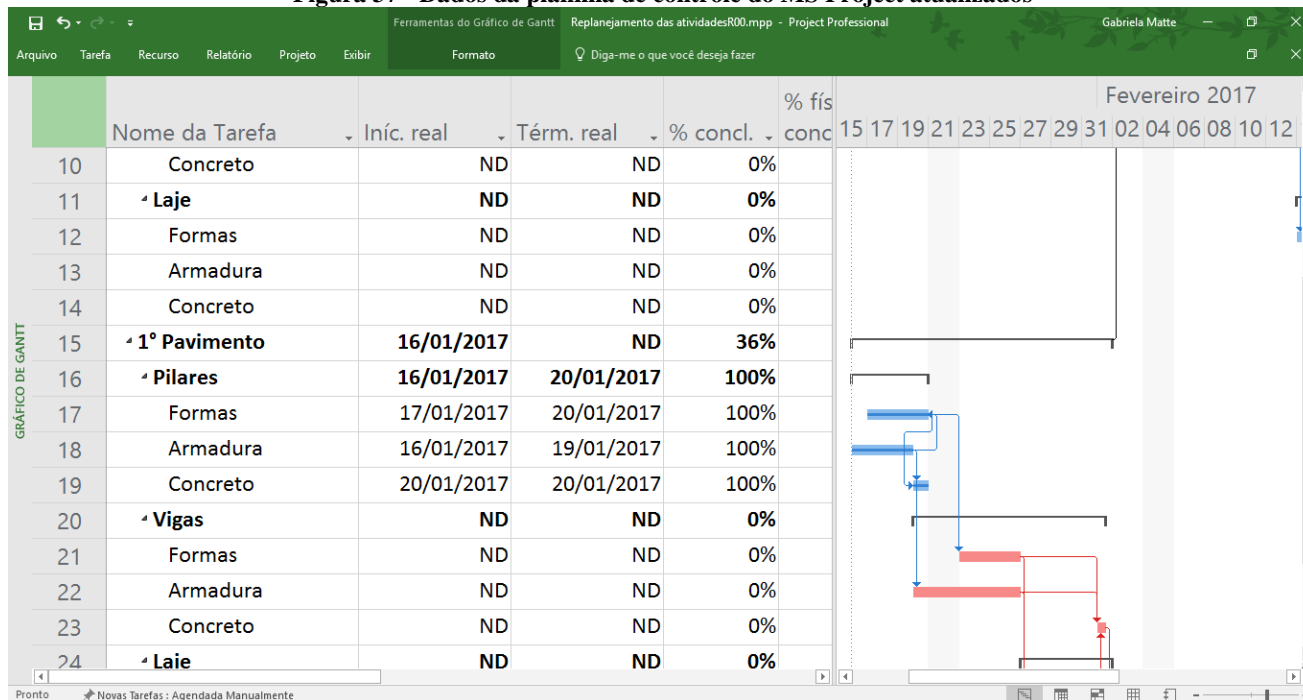 Figura 37 - Dados da planilha de controle do MS Project atualizados
Ferramentas do Gráfico de Gantt Replanejamento das atividadesR00.mpp - Project Professional Gabriela Matte
Arquivo Tarefa Recurso Relatório Projeto Exibir Formato Diga-me o que você deseja fazer
Nome da Tarefa Iníc. real Térm. real % concl. % fís
conc
Fevereiro 2017
15 17 19 21 23 25 27 29 31 02 04 06 08 10 12
10 Concreto ND ND 0%
11 Laje ND ND 0%
12 Formas ND ND 0%
13 Armadura ND ND 0%
14 Concreto ND ND 0%
15 1º Pavimento 16/01/2017 ND 36%
16 Pilares 16/01/2017 20/01/2017 100%
17 Formas 17/01/2017 20/01/2017 100%
18 Armadura 16/01/2017 19/01/2017 100%
19 Concreto 20/01/2017 20/01/2017 100%
20 Vigas ND ND 0%
21 Formas ND ND 0%
22 Armadura ND ND 0%
23 Concreto ND ND 0%
24 Laje ND ND 0%
GRÁFICO DE GANTT
Pronto Novas Tarefas : Agendada Manualmente